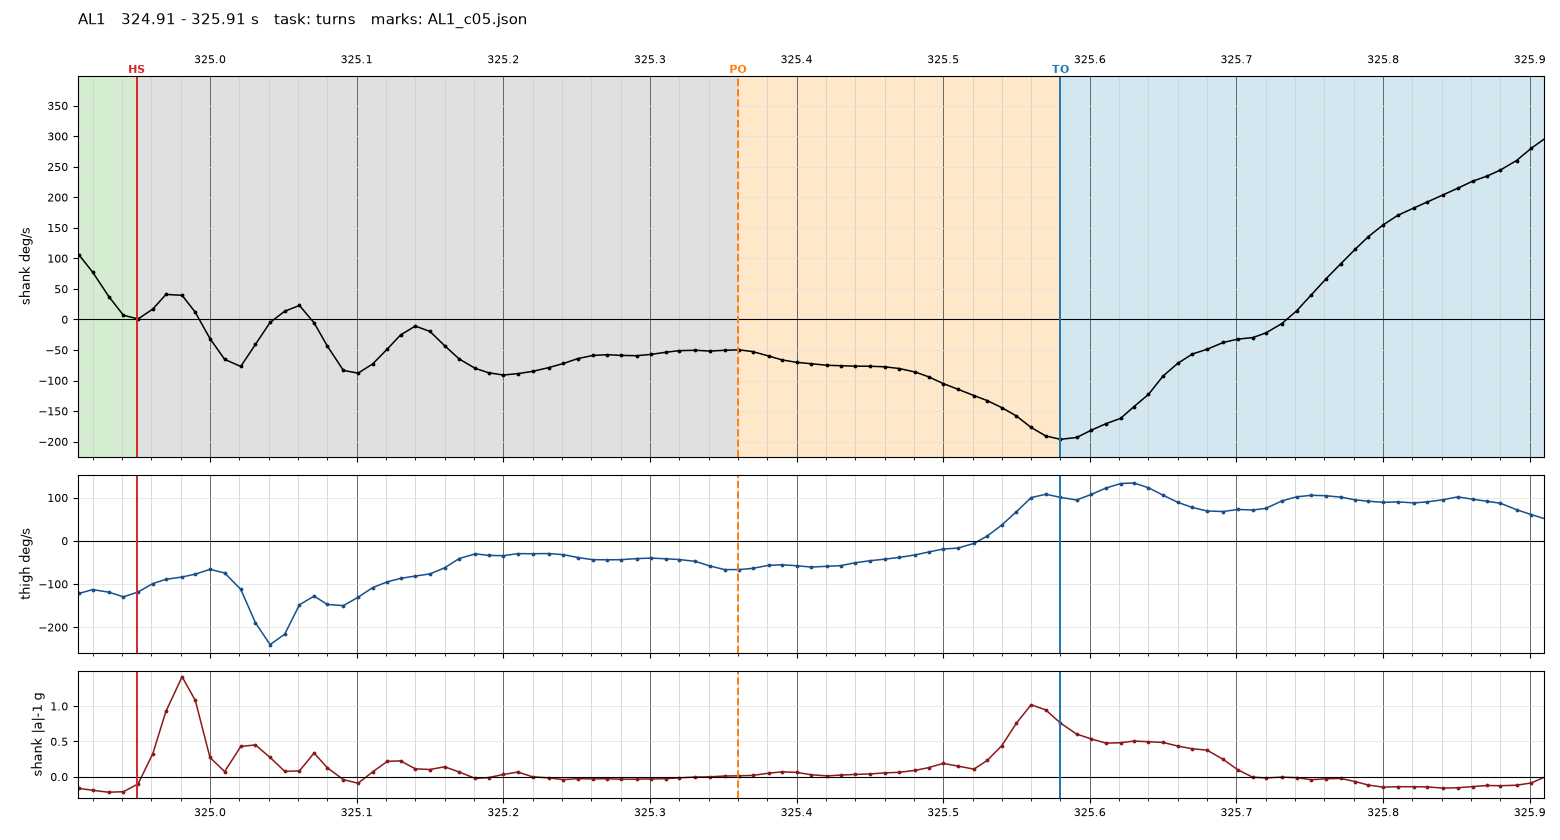 AL1   324.91 - 325.91 s   task: turns   marks: AL1_c05.json
325.0 325.1 325.2 325.3 325.4 325.5 325.6 325.7 325.8 325.9
HS PO TO
shank deg/s
350
300
250
200
150
100
50
0
−50
−100
−150
−200
thigh deg/s
100
0
−100
−200
shank |a|-1 g
1.0
0.5
0.0
325.0 325.1 325.2 325.3 325.4 325.5 325.6 325.7 325.8 325.9